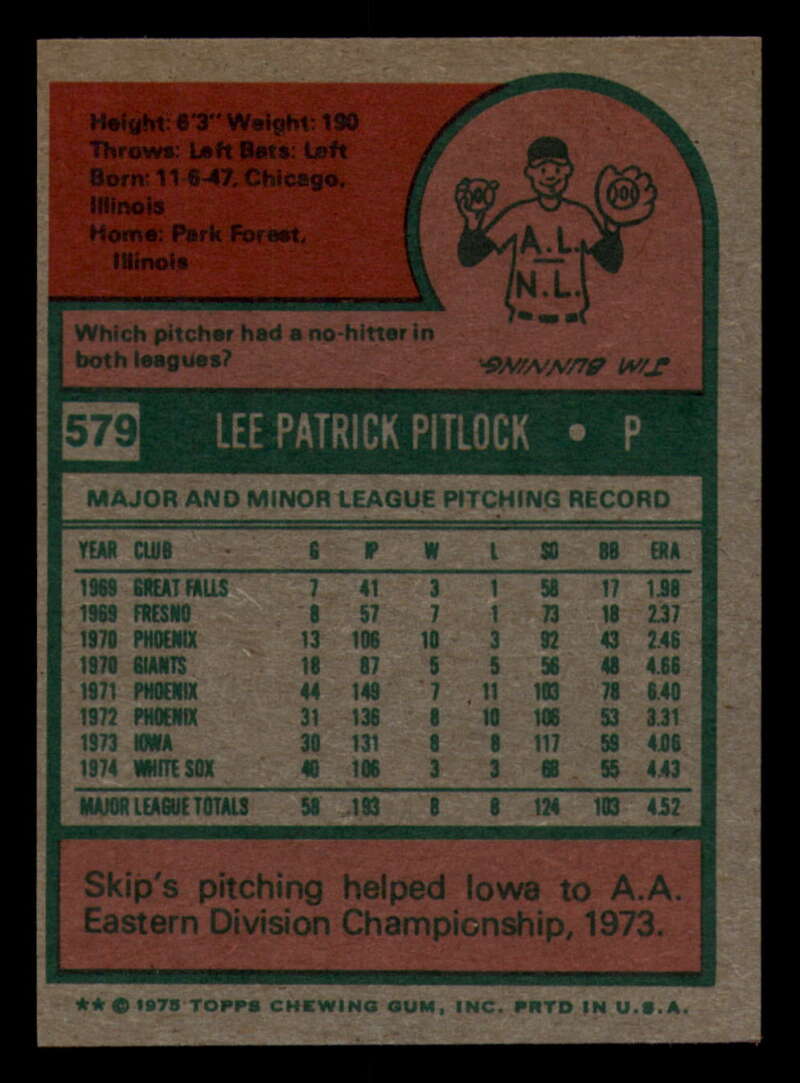 Height: 6'3" Weight: 190
Throws: Left Bats: Left
Born: 11-6-47, Chicago,
Illinois
Home: Park Forest,
Illinois
A.L.
N.L.
Which pitcher had a no-hitter in
both leagues?
JIM BUNNING
579 LEE PATRICK PITLOCK • P
MAJOR AND MINOR LEAGUE PITCHING RECORD
YEAR CLUB G IP W L SO BB ERA
1969 GREAT FALLS 7 41 3 1 58 17 1.98
1969 FRESNO 8 57 7 1 73 18 2.37
1970 PHOENIX 13 106 10 3 92 43 2.46
1970 GIANTS 18 87 5 5 56 48 4.66
1971 PHOENIX 44 149 7 11 103 78 6.40
1972 PHOENIX 31 136 8 10 106 53 3.31
1973 IOWA 30 131 8 8 117 59 4.06
1974 WHITE SOX 40 106 3 3 68 55 4.43
MAJOR LEAGUE TOTALS 58 193 8 8 124 103 4.52
Skip's pitching helped Iowa to A.A.
Eastern Division Championship, 1973.
** © 1975 TOPPS CHEWING GUM, INC. PRTD IN U.S.A.